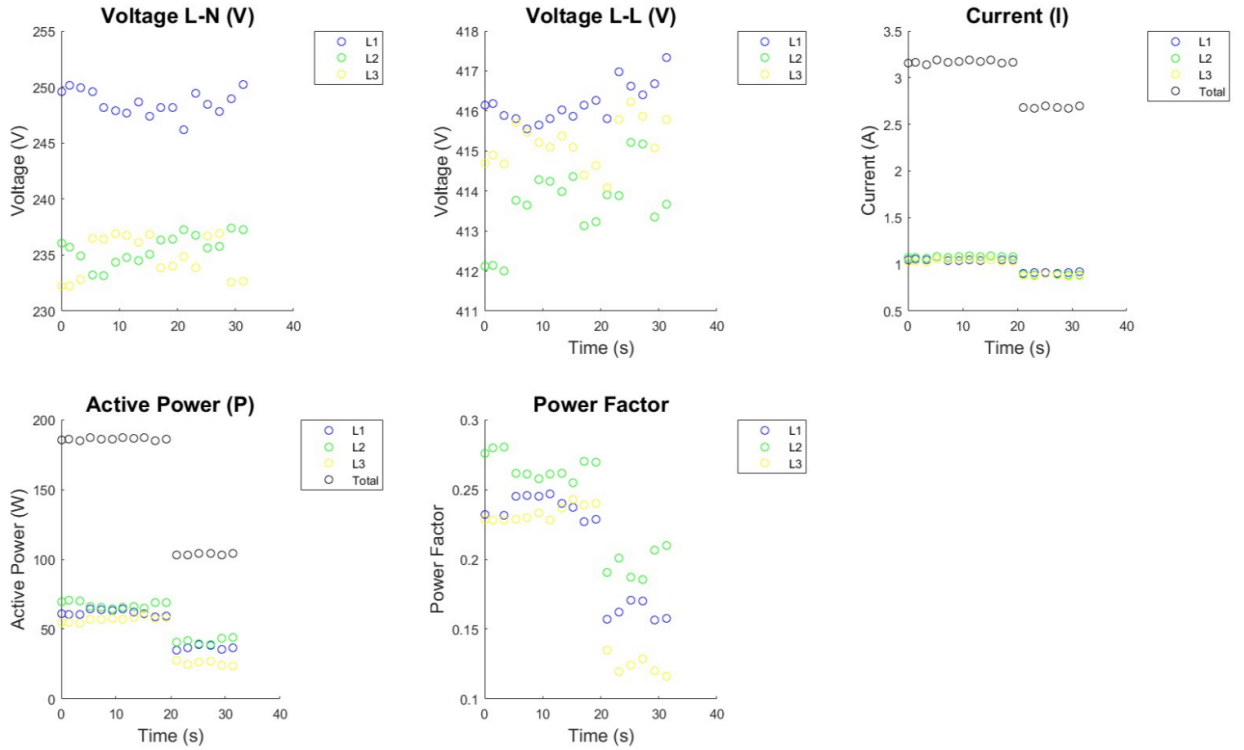 Voltage L-N (V)
255
250
245
240
235
230
Voltage (V)
0 10 20 30 40
L1
L2
L3
Voltage L-L (V)
418
417
416
415
414
413
412
411
Voltage (V)
0 10 20 30 40
Time (s)
L1
L2
L3
Current (I)
3.5
3
2.5
2
1.5
1
0.5
Current (A)
0 10 20 30 40
Time (s)
L1
L2
L3
Total
Active Power (P)
200
150
100
50
0
Active Power (W)
0 10 20 30 40
Time (s)
L1
L2
L3
Total
Power Factor
0.3
0.25
0.2
0.15
0.1
Power Factor
0 10 20 30 40
Time (s)
L1
L2
L3